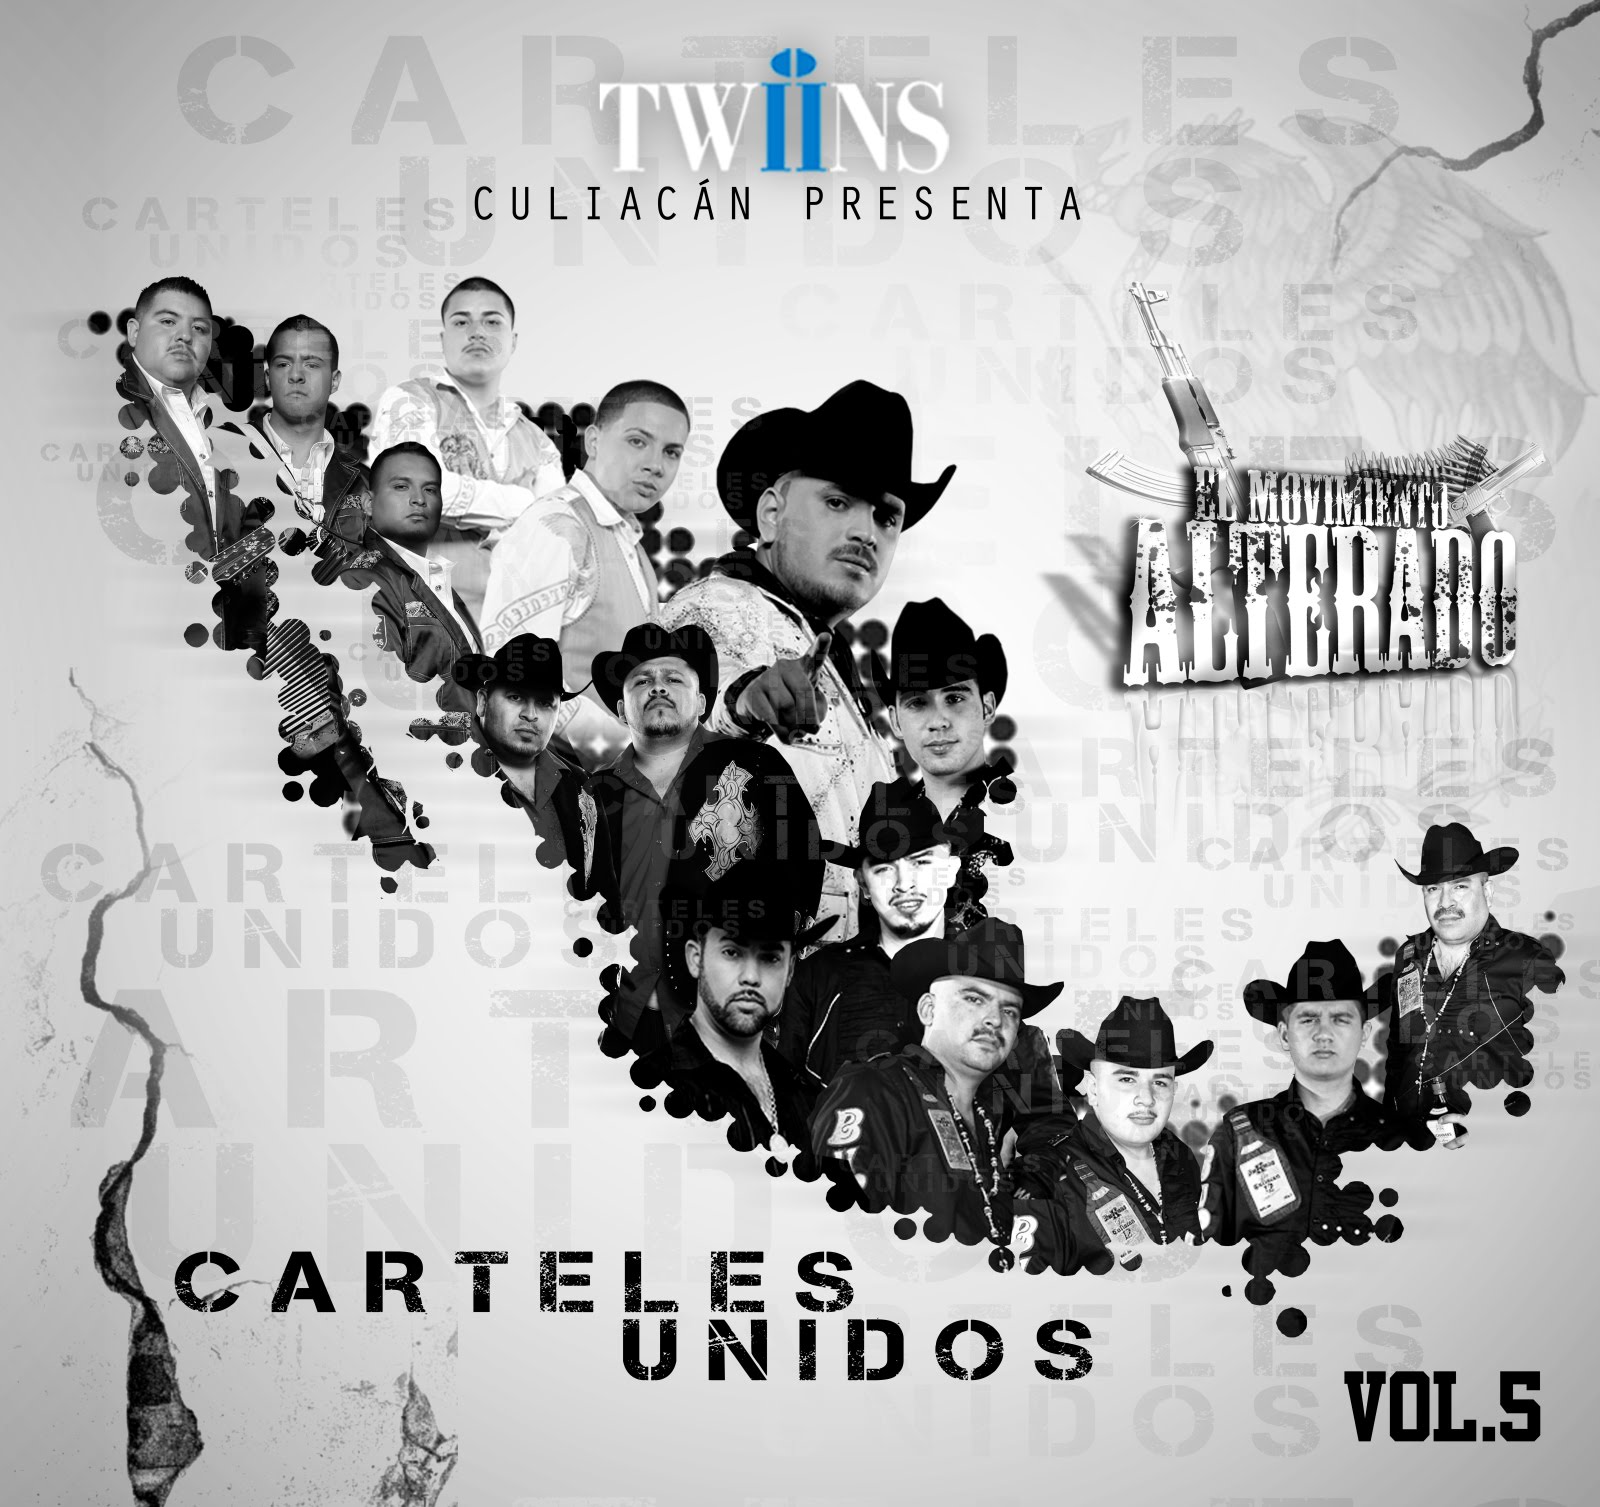 TWIINS
CULIACÁN PRESENTA
EL MOVIMIENTO
ALTERADO
CARTELES
UNIDOS
VOL.5